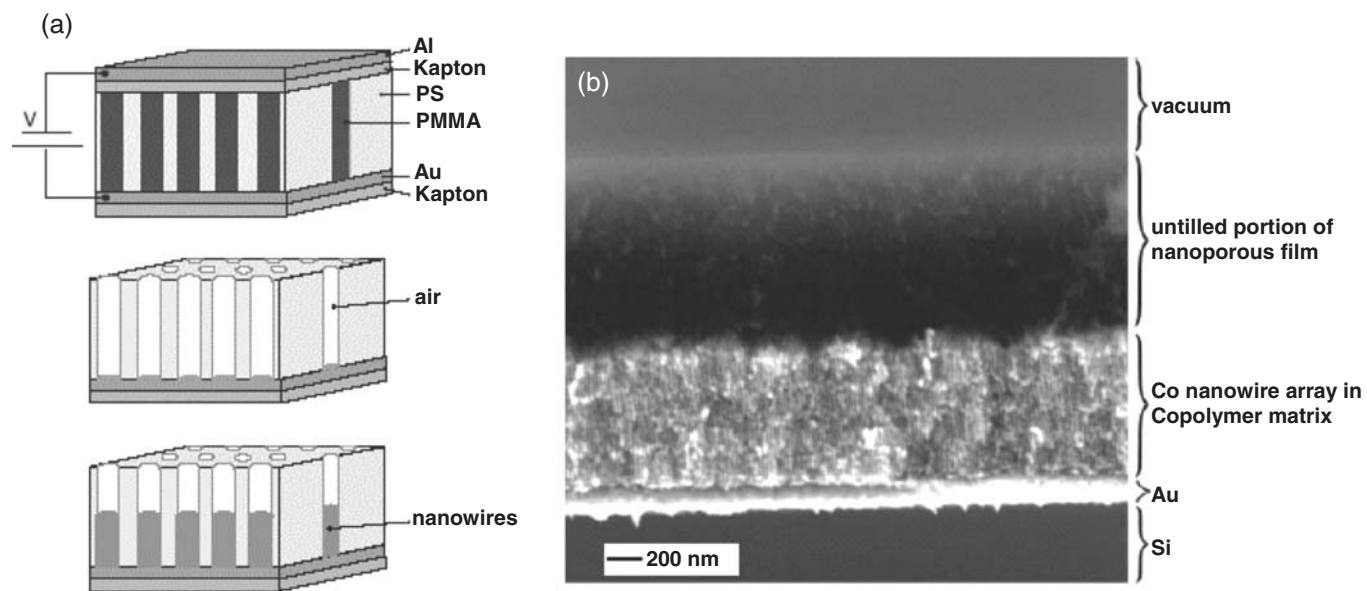 (a)
Al
Kapton
PS
PMMA
V
Au
Kapton
air
nanowires
(b)
vacuum
untilled portion of
nanoporous film
Co nanowire array in
Copolymer matrix
Au
Si
200 nm